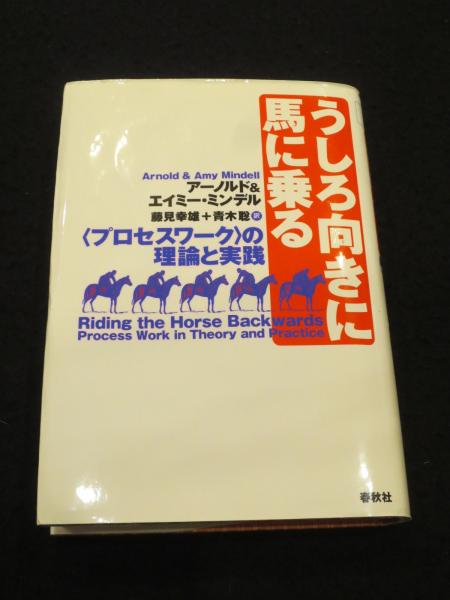 うしろ向きに
馬に乗る
Arnold & Amy Mindell
アーノルド&
エイミー・ミンデル
藤見幸雄+青木聡 訳
〈プロセスワーク〉の
理論と実践
Riding the Horse Backwards
Process Work in Theory and Practice
春秋社